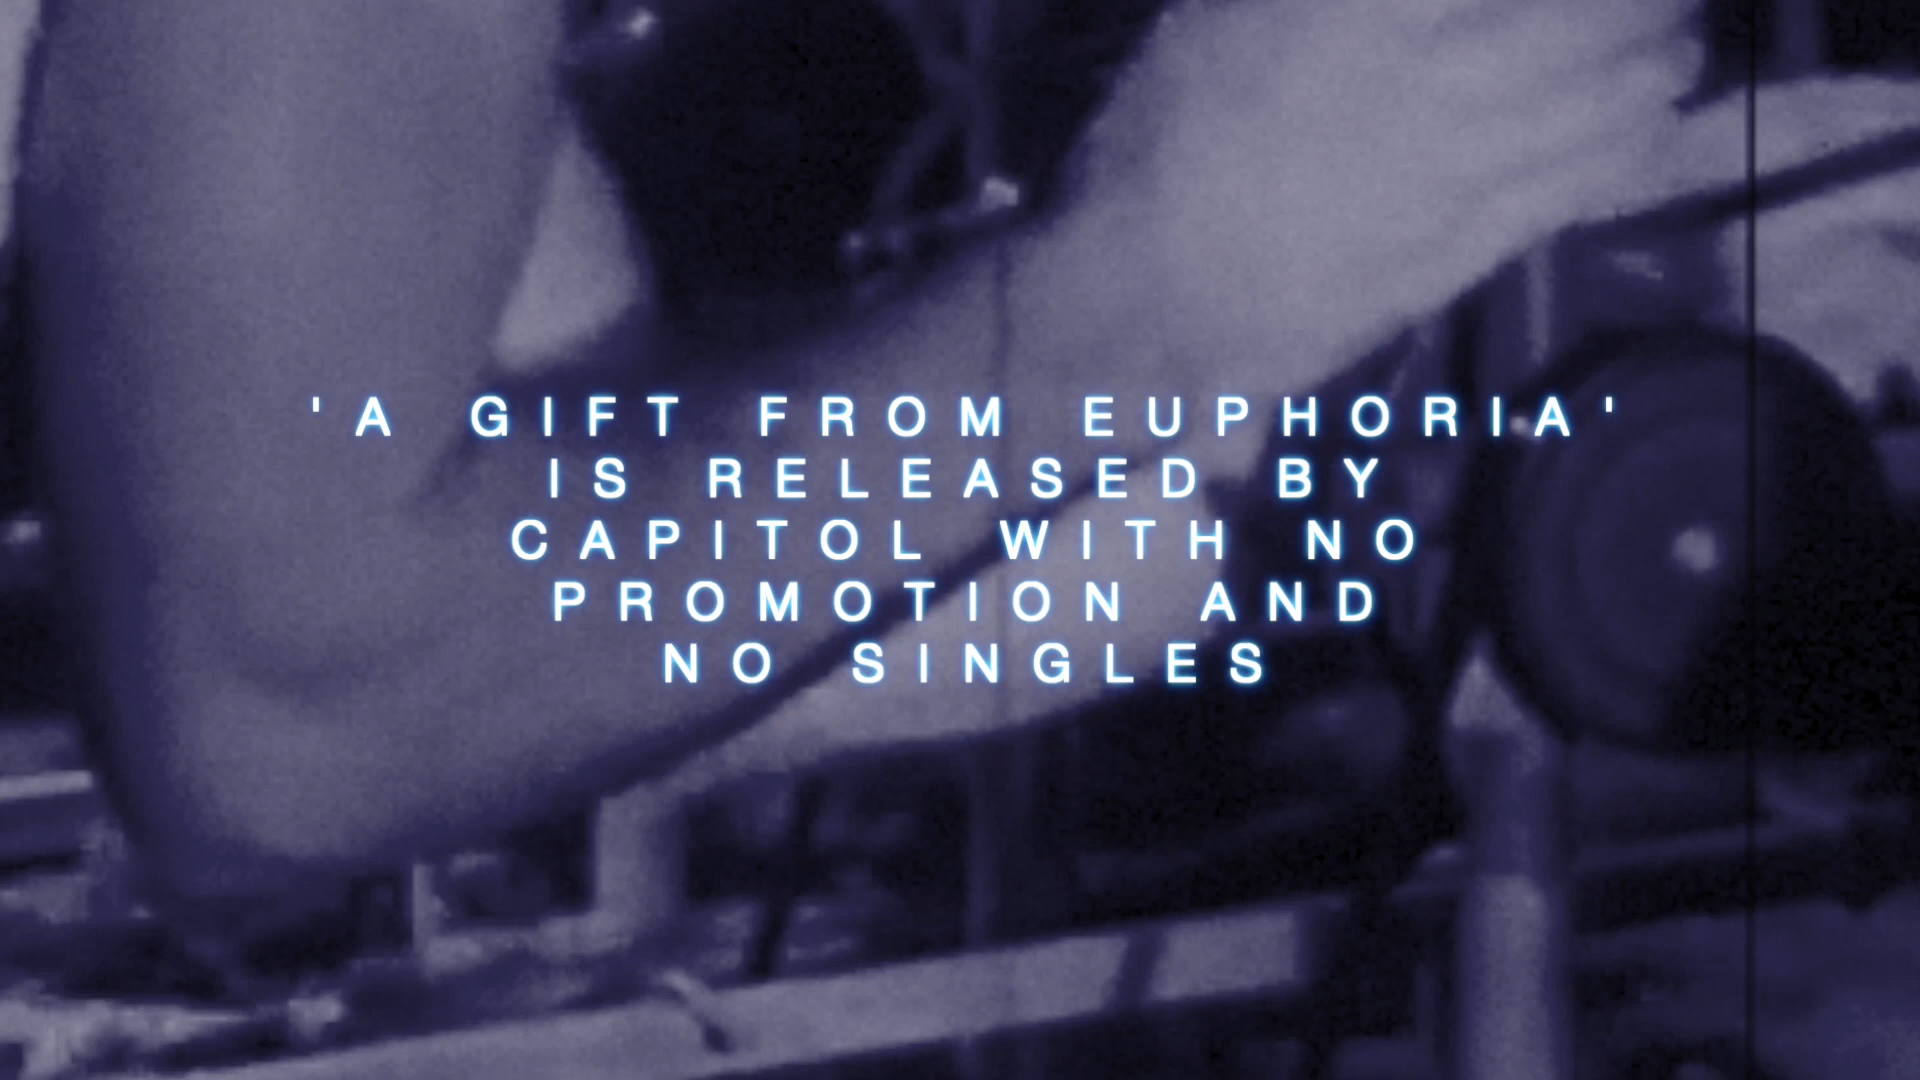 'A GIFT FROM EUPHORIA'
IS RELEASED BY
CAPITOL WITH NO
PROMOTION AND
NO SINGLES